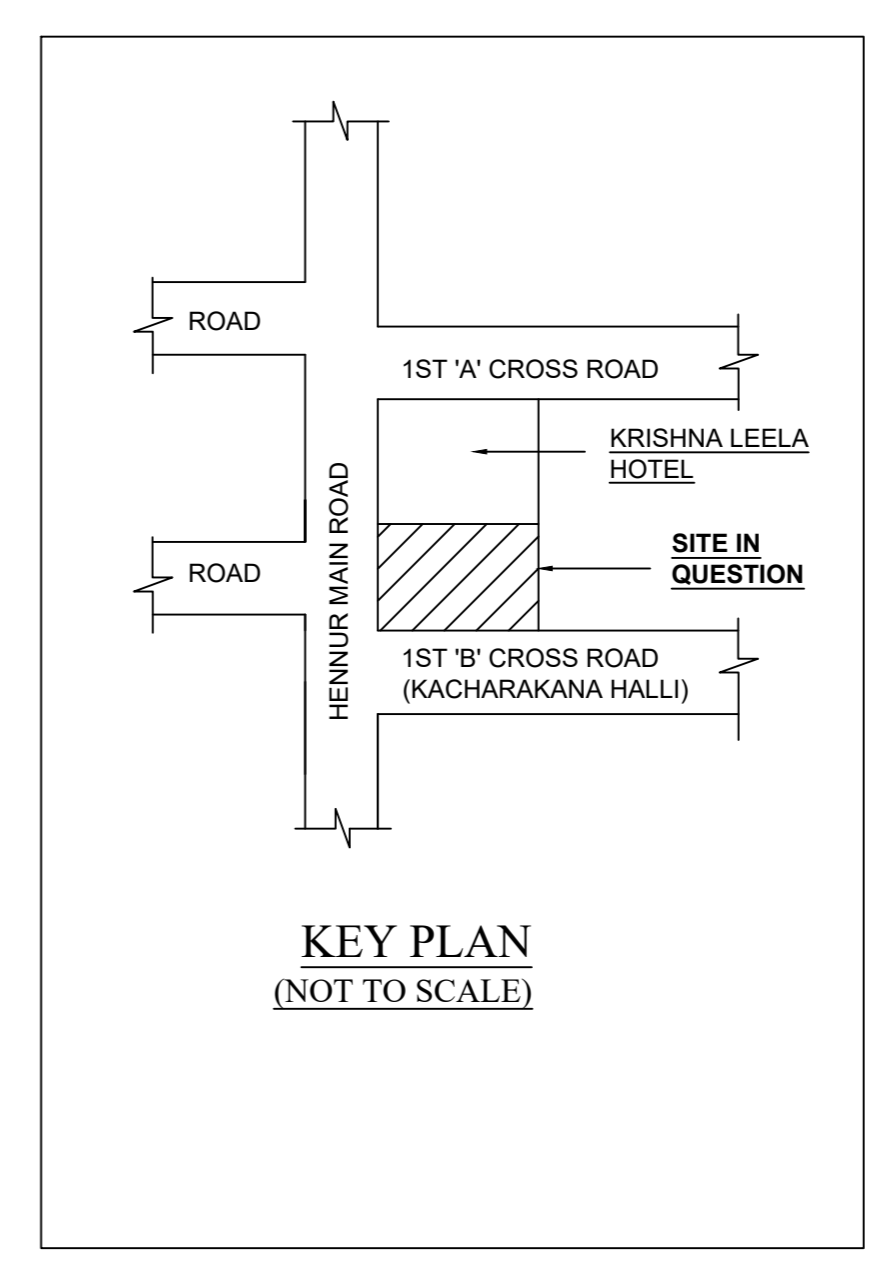 ROAD
1ST 'A' CROSS ROAD
KRISHNA LEELA
HOTEL
HENNUR MAIN ROAD
SITE IN
QUESTION
ROAD
1ST 'B' CROSS ROAD
(KACHARAKANA HALLI)
KEY PLAN
(NOT TO SCALE)